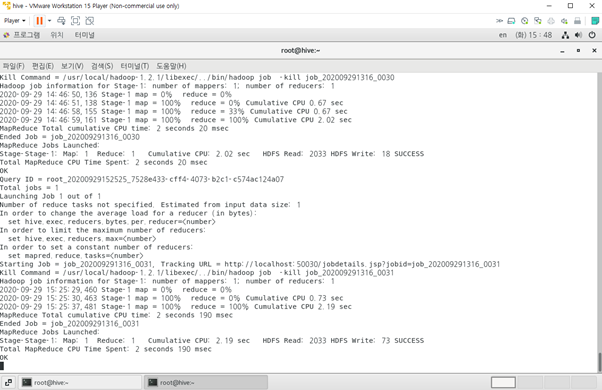 hive - VMware Workstation 15 Player (Non-commercial use only)
Player
프로그램 위치 터미널 en (화) 15 : 48
root@hive:~
파일(F) 편집(E) 보기(V) 검색(S) 터미널(T) 도움말(H)
Kill Command = /usr/local/hadoop-1.2.1/libexec/../bin/hadoop job -kill job_202009291316_0030
Hadoop job information for Stage-1: number of mappers: 1; number of reducers: 1
2020-09-29 14:46:50,136 Stage-1 map = 0%, reduce = 0%
2020-09-29 14:46:51,138 Stage-1 map = 100%, reduce = 0%, Cumulative CPU 0.67 sec
2020-09-29 14:46:58,155 Stage-1 map = 100%, reduce = 33%, Cumulative CPU 0.67 sec
2020-09-29 14:46:59,161 Stage-1 map = 100%, reduce = 100%, Cumulative CPU 2.02 sec
MapReduce Total cumulative CPU time: 2 seconds 20 msec
Ended Job = job_202009291316_0030
MapReduce Jobs Launched:
Stage-Stage-1: Map: 1 Reduce: 1 Cumulative CPU: 2.02 sec HDFS Read: 2033 HDFS Write: 18 SUCCESS
Total MapReduce CPU Time Spent: 2 seconds 20 msec
OK
Query ID = root_20200929152525_7528e433-cff4-4073-b2c1-c574ac124a07
Total jobs = 1
Launching Job 1 out of 1
Number of reduce tasks not specified. Estimated from input data size: 1
In order to change the average load for a reducer (in bytes):
set hive.exec.reducers.bytes.per.reducer=<number>
In order to limit the maximum number of reducers:
set hive.exec.reducers.max=<number>
In order to set a constant number of reducers:
set mapred.reduce.tasks=<number>
Starting Job = job_202009291316_0031, Tracking URL = http://localhost:50030/jobdetails.jsp?jobid=job_202009291316_0031
Kill Command = /usr/local/hadoop-1.2.1/libexec/../bin/hadoop job -kill job_202009291316_0031
Hadoop job information for Stage-1: number of mappers: 1; number of reducers: 1
2020-09-29 15:25:29,460 Stage-1 map = 0%, reduce = 0%
2020-09-29 15:25:30,463 Stage-1 map = 100%, reduce = 0%, Cumulative CPU 0.73 sec
2020-09-29 15:25:37,481 Stage-1 map = 100%, reduce = 100%, Cumulative CPU 2.19 sec
MapReduce Total cumulative CPU time: 2 seconds 190 msec
Ended Job = job_202009291316_0031
MapReduce Jobs Launched:
Stage-Stage-1: Map: 1 Reduce: 1 Cumulative CPU: 2.19 sec HDFS Read: 2033 HDFS Write: 73 SUCCESS
Total MapReduce CPU Time Spent: 2 seconds 190 msec
OK
root@hive:~ root@hive:~